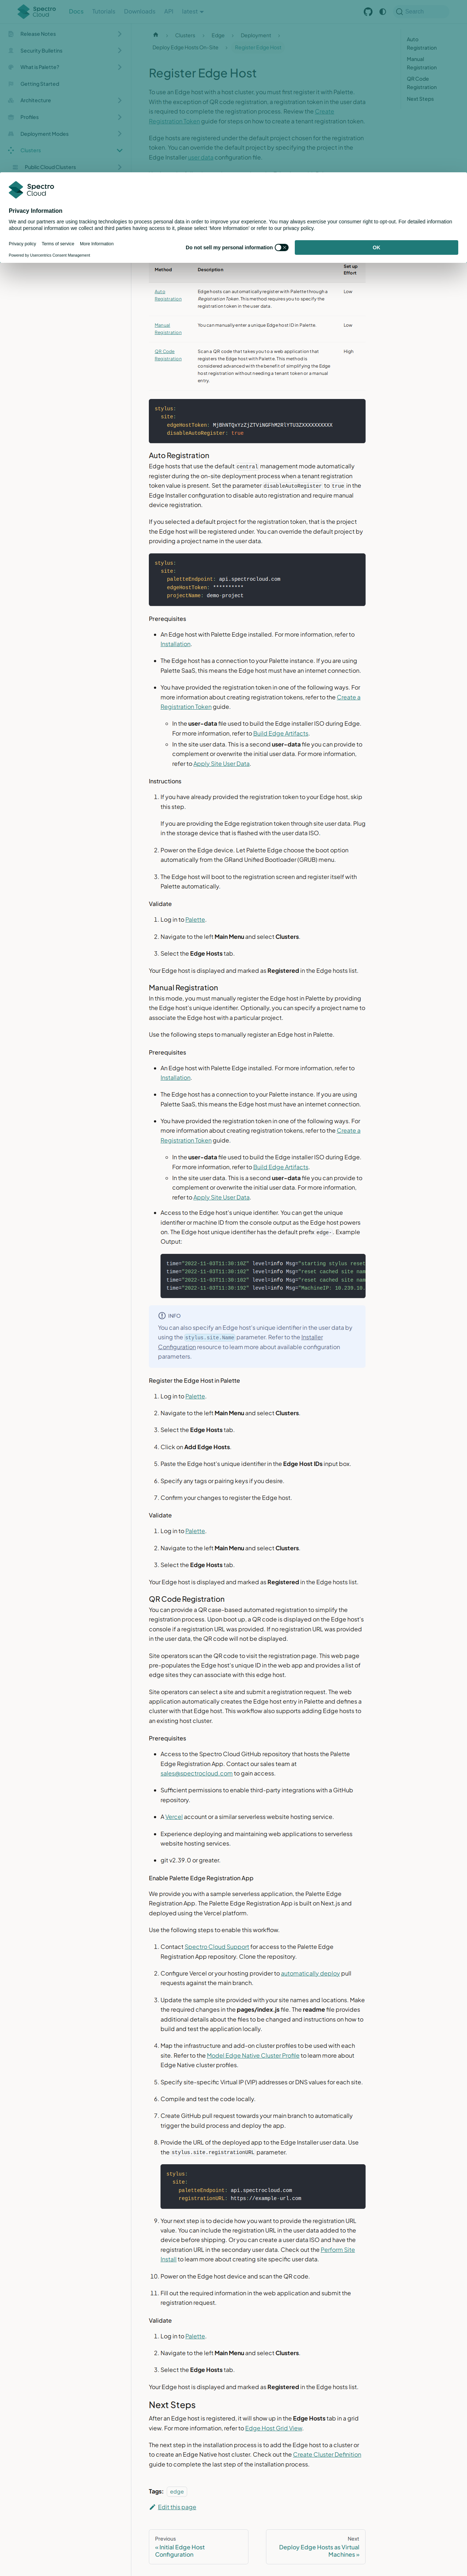 Spectro Cloud
Docs
Tutorials
Downloads
API
latest
Search
Release Notes
Security Bulletins
What is Palette?
Getting Started
Architecture
Profiles
Deployment Modes
Clusters
Public Cloud Clusters
Clusters
Edge
Deployment
Deploy Edge Hosts On-Site
Register Edge Host
Auto
Registration
Manual
Registration
QR Code
Registration
Next Steps
Register Edge Host
To use an Edge host with a host cluster, you must first register it with Palette.
With the exception of QR code registration, a registration token in the user data
is required to complete the registration process. Review the Create
Registration Token guide for steps on how to create a tenant registration token.
Edge hosts are registered under the default project chosen for the registration
token. You can override the default project by specifying the project in the
Edge Installer user-data configuration file.
Spectro Cloud
Privacy Information
We and our partners are using tracking technologies to process personal data in order to improve your experience. You may always exercise your consumer right to opt-out. For detailed information
about personal information we collect and third parties having access to it, please select 'More Information' or refer to our privacy policy.
Privacy policy
Terms of service
More Information
Powered by Usercentrics Consent Management
Do not sell my personal information
OK
Method
Description
Set up
Effort
Auto
Registration
Edge hosts can automatically register with Palette through a
Registration Token. This method requires you to specify the
registration token in the user data.
Low
Manual
Registration
You can manually enter a unique Edge host ID in Palette.
Low
QR Code
Registration
Scan a QR code that takes you to a web application that
registers the Edge host with Palette. This method is
considered advanced with the benefit of simplifying the Edge
host registration without needing a tenant token or a manual
entry.
High
stylus:
site:
disableAutoRegister: true
Auto Registration
Edge hosts that use the default central management mode automatically
register during the on-site deployment process when a tenant registration
token value is present. Set the parameter disableAutoRegister to true in the
Edge Installer configuration to disable auto registration and require manual
device registration.
If you selected a default project for the registration token, that is the project
the Edge host will be registered under. You can override the default project by
providing a project name in the user data.
stylus:
site:
paletteEndpoint: api.spectrocloud.com
edgeHostToken: **********
projectName: demo-project
Prerequisites
An Edge host with Palette Edge installed. For more information, refer to
Installation.
The Edge host has a connection to your Palette instance. If you are using
Palette SaaS, this means the Edge host must have an internet connection.
You have provided the registration token in one of the following ways. For
more information about creating registration tokens, refer to the Create a
Registration Token guide.
In the user-data file used to build the Edge installer ISO during Edge.
For more information, refer to Build Edge Artifacts.
In the site user data. This is a second user-data file you can provide to
complement or overwrite the initial user data. For more information,
refer to Apply Site User Data.
Instructions
1. If you have already provided the registration token to your Edge host, skip
this step.
If you are providing the Edge registration token through site user data. Plug
in the storage device that is flashed with the user data ISO.
2. Power on the Edge device. Let Palette Edge choose the boot option
automatically from the GRand Unified Bootloader (GRUB) menu.
3. The Edge host will boot to the registration screen and register itself with
Palette automatically.
Validate
1. Log in to Palette.
2. Navigate to the left Main Menu and select Clusters.
3. Select the Edge Hosts tab.
Your Edge host is displayed and marked as Registered in the Edge hosts list.
Manual Registration
In this mode, you must manually register the Edge host in Palette by providing
the Edge host's unique identifier. Optionally, you can specify a project name to
associate the Edge host with a particular project.
Use the following steps to manually register an Edge host in Palette.
Prerequisites
An Edge host with Palette Edge installed. For more information, refer to
Installation.
The Edge host has a connection to your Palette instance. If you are using
Palette SaaS, this means the Edge host must have an internet connection.
You have provided the registration token in one of the following ways. For
more information about creating registration tokens, refer to the Create a
Registration Token guide.
In the user-data file used to build the Edge installer ISO during Edge.
For more information, refer to Build Edge Artifacts.
In the site user data. This is a second user-data file you can provide to
complement or overwrite the initial user data. For more information,
refer to Apply Site User Data.
Access to the Edge host's unique identifier. You can get the unique
identifier or machine ID from the console output as the Edge host powers
on. The Edge host unique identifier has the default prefix edge-. Example
Output:
time="2022-11-03T11:30:10Z" level=info Msg="starting stylus reset
time="2022-11-03T11:30:10Z" level=info Msg="reset cached site nam
time="2022-11-03T11:30:10Z" level=info Msg="reset cached site nam
time="2022-11-03T11:30:19Z" level=info Msg="MachineIP: 10.239.10.
INFO
You can also specify an Edge host's unique identifier in the user data by
using the stylus.site.Name parameter. Refer to the Installer
Configuration resource to learn more about available configuration
parameters.
Register the Edge Host in Palette
1. Log in to Palette.
2. Navigate to the left Main Menu and select Clusters.
3. Select the Edge Hosts tab.
4. Click on Add Edge Hosts.
5. Paste the Edge host's unique identifier in the Edge Host IDs input box.
6. Specify any tags or pairing keys if you desire.
7. Confirm your changes to register the Edge host.
Validate
1. Log in to Palette.
2. Navigate to the left Main Menu and select Clusters.
3. Select the Edge Hosts tab.
Your Edge host is displayed and marked as Registered in the Edge hosts list.
QR Code Registration
You can provide a QR case-based automated registration to simplify the
registration process. Upon boot up, a QR code is displayed on the Edge host's
console if a registration URL was provided. If no registration URL was provided
in the user data, the QR code will not be displayed.
Site operators scan the QR code to visit the registration page. This web page
pre-populates the Edge host's unique ID in the web app and provides a list of
edge sites they can associate with this edge host.
Site operators can select a site and submit a registration request. The web
application automatically creates the Edge host entry in Palette and defines a
cluster with that Edge host. This workflow also supports adding Edge hosts to
an existing host cluster.
Prerequisites
Access to the Spectro Cloud GitHub repository that hosts the Palette
Edge Registration App. Contact our sales team at
sales@spectrocloud.com to gain access.
Sufficient permissions to enable third-party integrations with a GitHub
repository.
A Vercel account or a similar serverless website hosting service.
Experience deploying and maintaining web applications to serverless
website hosting services.
git v2.39.0 or greater.
Enable Palette Edge Registration App
We provide you with a sample serverless application, the Palette Edge
Registration App. The Palette Edge Registration App is built on Next.js and
deployed using the Vercel platform.
Use the following steps to enable this workflow.
1. Contact Spectro Cloud Support for access to the Palette Edge
Registration App repository. Clone the repository.
2. Configure Vercel or your hosting provider to automatically deploy pull
requests against the main branch.
3. Update the sample site provided with your site names and locations. Make
the required changes in the pages/index.js file. The readme file provides
additional details about the files to be changed and instructions on how to
build and test the application locally.
4. Map the infrastructure and add-on cluster profiles to be used with each
site. Refer to the Model Edge Native Cluster Profile to learn more about
Edge Native cluster profiles.
5. Specify site-specific Virtual IP (VIP) addresses or DNS values for each site.
6. Compile and test the code locally.
7. Create GitHub pull request towards your main branch to automatically
trigger the build process and deploy the app.
8. Provide the URL of the deployed app to the Edge Installer user data. Use
the stylus.site.registrationURL parameter.
stylus:
site:
paletteEndpoint: api.spectrocloud.com
registrationURL: https://example-url.com
9. Your next step is to decide how you want to provide the registration URL
value. You can include the registration URL in the user data added to the
device before shipping. Or you can create a user data ISO and have the
registration URL in the secondary user data. Check out the Perform Site
Install to learn more about creating site specific user data.
10. Power on the Edge host device and scan the QR code.
11. Fill out the required information in the web application and submit the
registration request.
Validate
1. Log in to Palette.
2. Navigate to the left Main Menu and select Clusters.
3. Select the Edge Hosts tab.
Your Edge host is displayed and marked as Registered in the Edge hosts list.
Next Steps
After an Edge host is registered, it will show up in the Edge Hosts tab in a grid
view. For more information, refer to Edge Host Grid View.
The next step in the installation process is to add the Edge host to a cluster or
to create an Edge Native host cluster. Check out the Create Cluster Definition
guide to complete the last step of the installation process.
Tags: edge
Edit this page
Previous
« Initial Edge Host
Configuration
Next
Deploy Edge Hosts as Virtual
Machines »